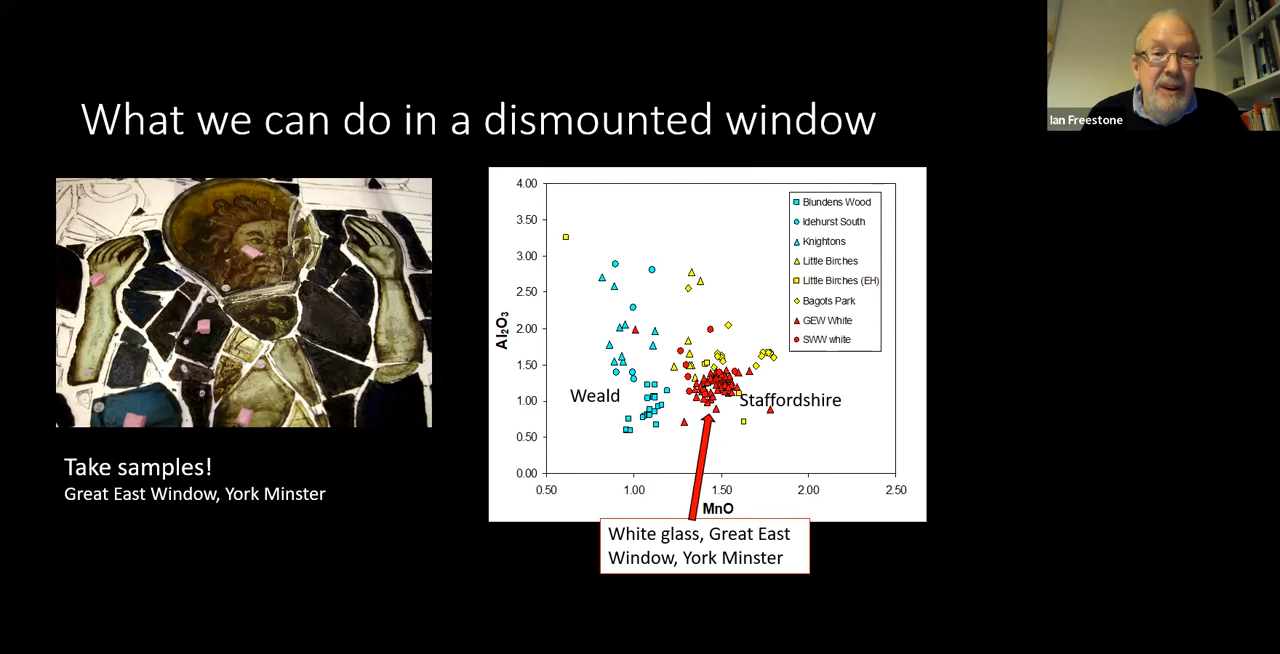 Ian Freestone
What we can do in a dismounted window
Take samples!
Great East Window, York Minster
4.00
3.50
3.00
2.50
2.00
1.50
1.00
0.50
0.00
Al₂O₃
0.50 1.00 1.50 2.00 2.50
MnO
Blundens Wood
Idehurst South
Knightons
Little Birches
Little Birches (EH)
Bagots Park
GEW White
SWW white
Weald
Staffordshire
White glass, Great East
Window, York Minster